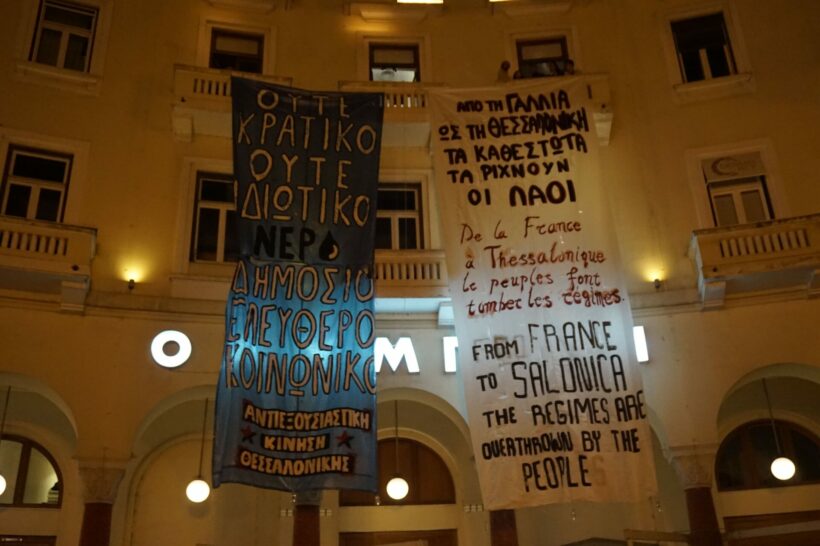 ΟΥΤΕ
ΚΡΑΤΙΚΟ
ΟΥΤΕ
ΙΔΙΩΤΙΚΟ
ΝΕΡΟ
ΔΗΜΟΣΙΟ
ΕΛΕΥΘΕΡΟ
ΚΟΙΝΩΝΙΚΟ
ΑΝΤΙΕΞΟΥΣΙΑΣΤΙΚΗ
ΚΙΝΗΣΗ
ΘΕΣΣΑΛΟΝΙΚΗΣ
ΑΠΟ ΤΗ ΓΑΛΛΙΑ
ΩΣ ΤΗ ΘΕΣΣΑΛΟΝΙΚΗ
ΤΑ ΚΑΘΕΣΤΩΤΑ
ΤΑ ΡΙΧΝΟΥΝ
ΟΙ ΛΑΟΙ
De la France
à Thessalonique
le peuples font
tomber les régimes.
FROM FRANCE
TO SALONICA
THE REGIMES ARE
OVERTHROWN BY THE
PEOPLES